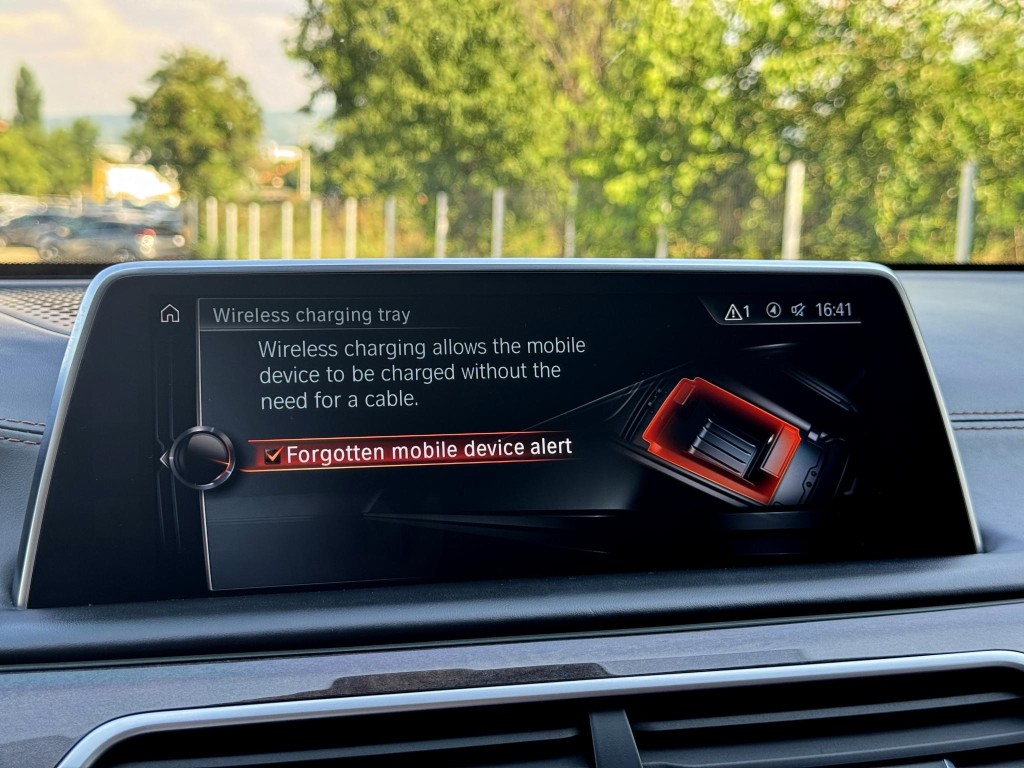 Wireless charging tray
1 16:41
Wireless charging allows the mobile
device to be charged without the
need for a cable.
Forgotten mobile device alert